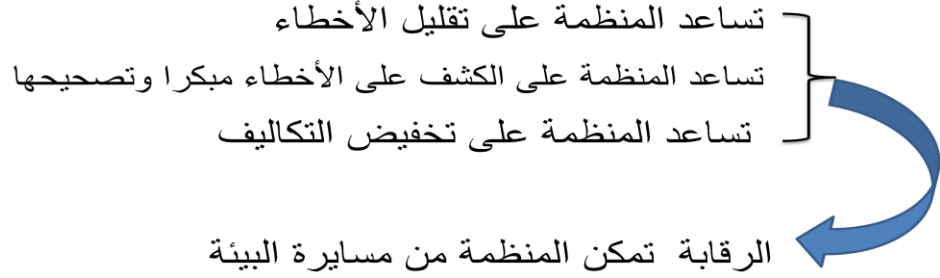 تساعد المنظمة على تقليل الأخطاء
تساعد المنظمة على الكشف على الأخطاء مبكرا وتصحيحها
تساعد المنظمة على تخفيض التكاليف
الرقابة تمكن المنظمة من مسايرة البيئة